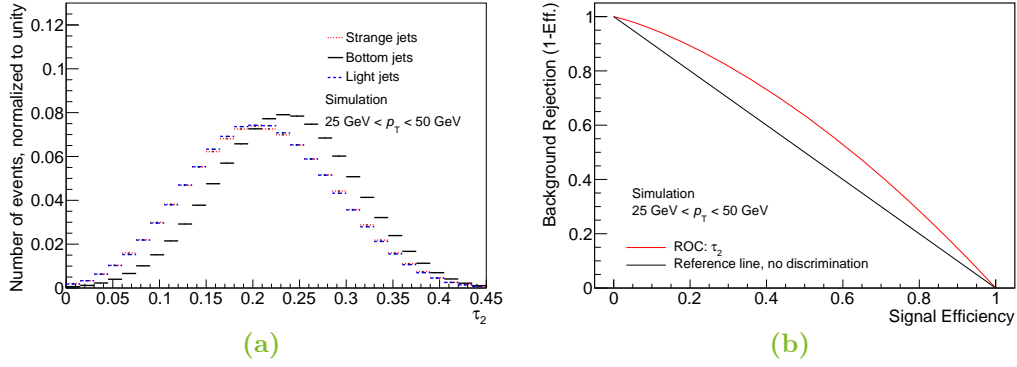 Number of events, normalized to unity
0.12
0.1
0.08
0.06
0.04
0.02
0
Strange jets
Bottom jets
Light jets
Simulation
25 GeV < p_T < 50 GeV
0 0.05 0.1 0.15 0.2 0.25 0.3 0.35 0.4 0.45
τ_2
(a)
Background Rejection (1-Eff.)
1
0.8
0.6
0.4
0.2
0
Simulation
25 GeV < p_T < 50 GeV
ROC: τ_2
Reference line, no discrimination
0 0.2 0.4 0.6 0.8 1
Signal Efficiency
(b)